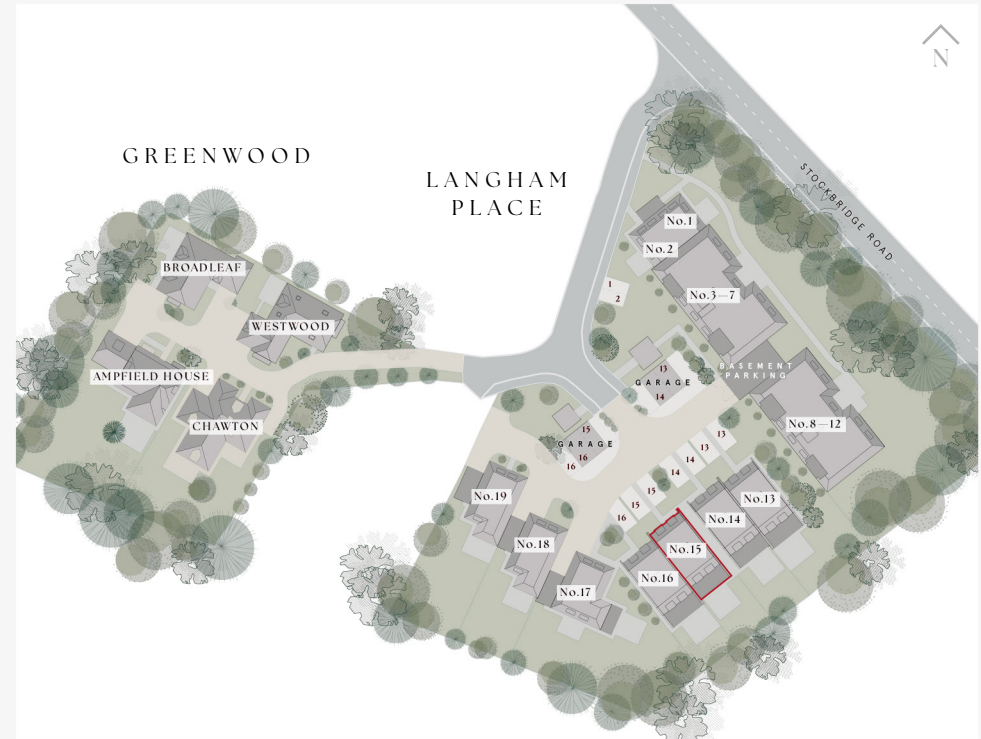 N
GREENWOOD
LANGHAM
PLACE
STOCKBRIDGE ROAD
No.1
No.2
No.3—7
1
2
BROADLEAF
WESTWOOD
AMPFIELD HOUSE
CHAWTON
13
GARAGE
14
BASEMENT
PARKING
No.8—12
15
GARAGE
16
16
13
13
14
14
15
15
16
No.19
No.18
No.17
No.13
No.14
No.15
No.16